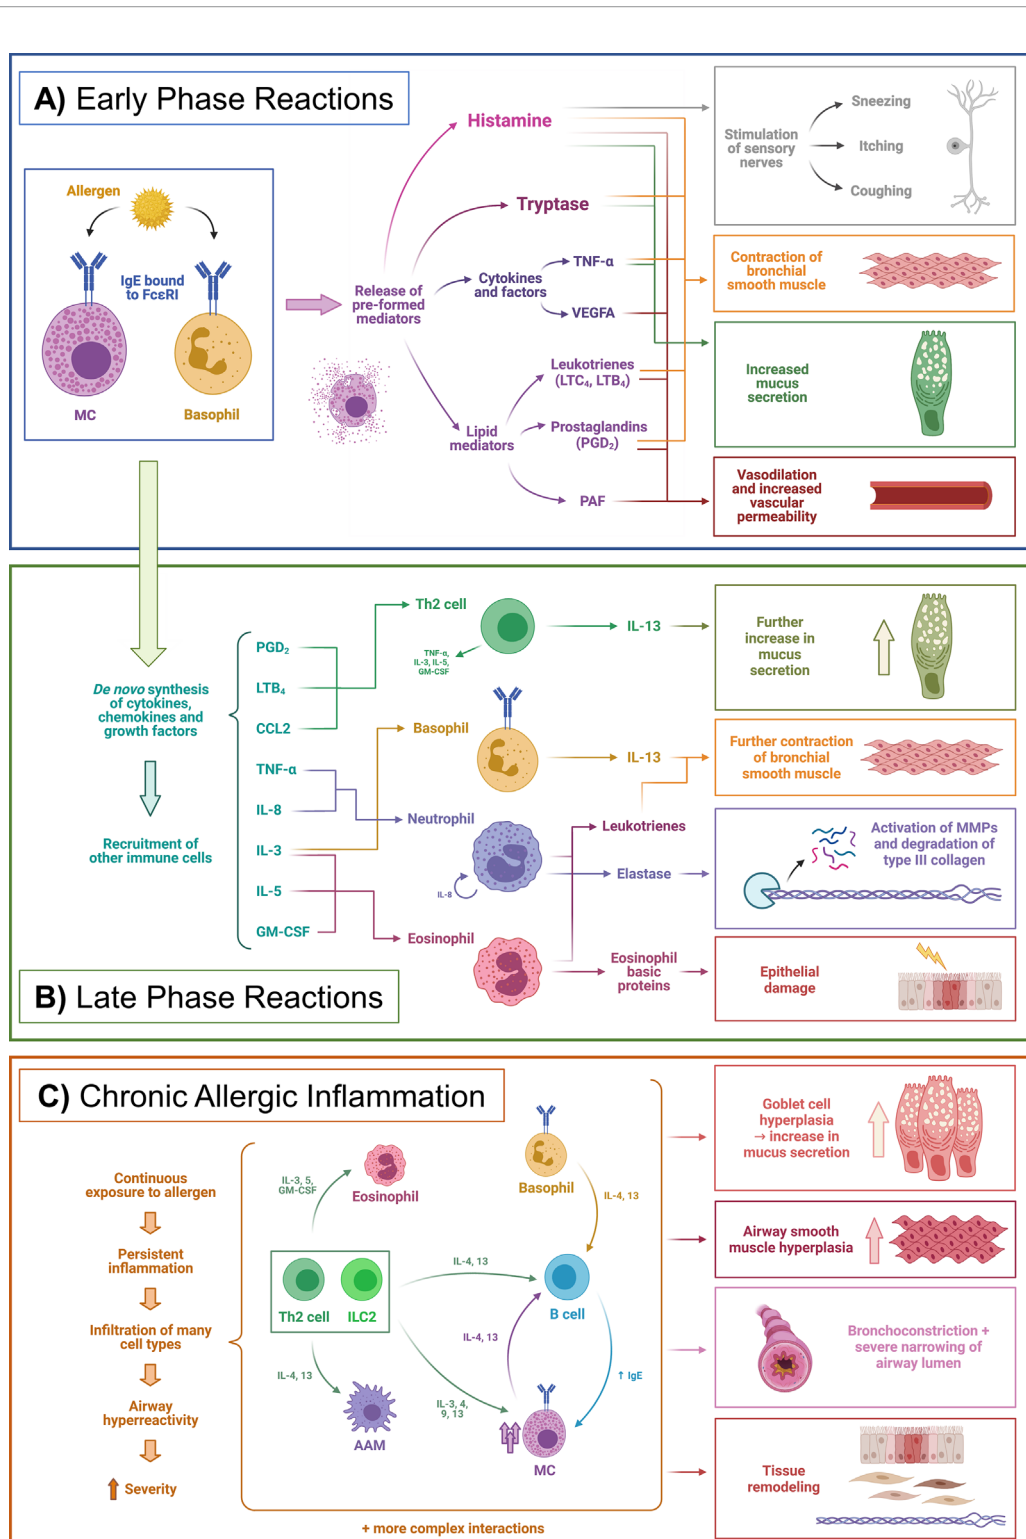 A) Early Phase Reactions
Allergen
IgE bound
to FcεRI
MC
Basophil
Release of
pre-formed
mediators
Histamine
Tryptase
Cytokines
and factors
TNF-α
VEGFA
Lipid
mediators
Leukotrienes
(LTC₄, LTB₄)
Prostaglandins
(PGD₂)
PAF
Stimulation
of sensory
nerves
Sneezing
Itching
Coughing
Contraction of
bronchial
smooth muscle
Increased
mucus
secretion
Vasodilation
and increased
vascular
permeability
De novo synthesis
of cytokines,
chemokines and
growth factors
Recruitment of
other immune cells
PGD₂
LTB₄
CCL2
TNF-α
IL-8
IL-3
IL-5
GM-CSF
Th2 cell
TNF-α,
IL-3, IL-5,
GM-CSF
IL-13
Basophil
IL-13
Neutrophil
IL-8
Leukotrienes
Elastase
Eosinophil
Eosinophil
basic
proteins
Further
increase in
mucus
secretion
Further contraction
of bronchial
smooth muscle
Activation of MMPs
and degradation of
type III collagen
Epithelial
damage
B) Late Phase Reactions
C) Chronic Allergic Inflammation
Continuous
exposure to allergen
Persistent
inflammation
Infiltration of many
cell types
Airway
hyperreactivity
Severity
IL-3, 5,
GM-CSF
Eosinophil
Basophil
IL-4, 13
Th2 cell
ILC2
IL-4, 13
B cell
IL-4, 13
IL-4, 13
AAM
IL-3, 4,
9, 13
↑ IgE
MC
+ more complex interactions
Goblet cell
hyperplasia
→ increase in
mucus secretion
Airway smooth
muscle hyperplasia
Bronchoconstriction +
severe narrowing of
airway lumen
Tissue
remodeling